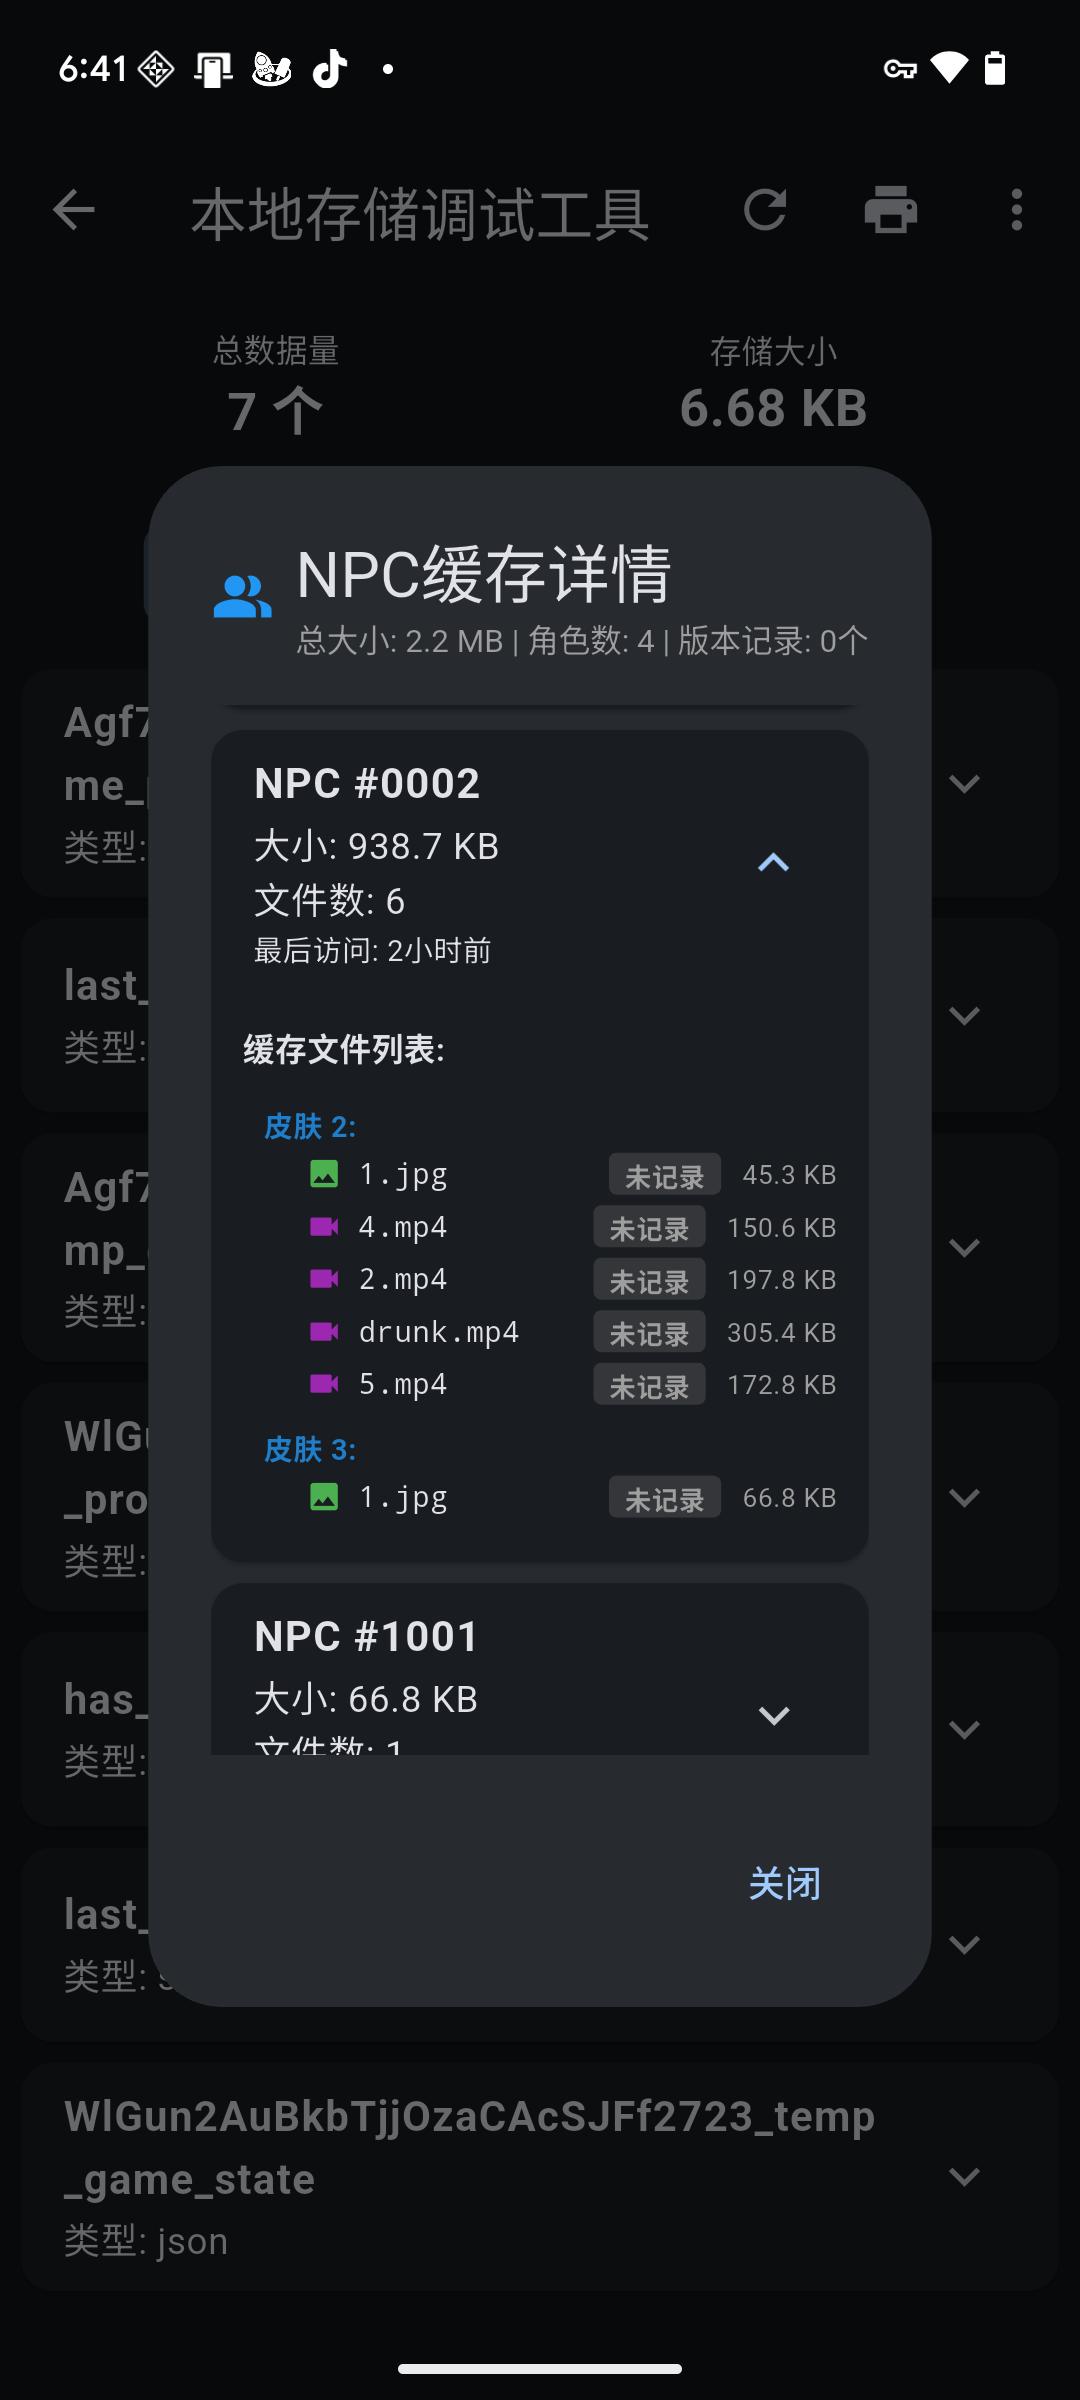 6:41
本地存储调试工具
总数据量
存储大小
7 个
6.68 KB
NPC缓存详情
总大小: 2.2 MB | 角色数: 4 | 版本记录: 0个
NPC #0002
大小: 938.7 KB
文件数: 6
最后访问: 2小时前
缓存文件列表:
皮肤 2:
1.jpg 未记录 45.3 KB
4.mp4 未记录 150.6 KB
2.mp4 未记录 197.8 KB
drunk.mp4 未记录 305.4 KB
5.mp4 未记录 172.8 KB
皮肤 3:
1.jpg 未记录 66.8 KB
NPC #1001
大小: 66.8 KB
文件数: 1
关闭
Agf7
me_
类型:
last_
类型:
Agf7
mp_
类型:
WlGu
_pro
类型:
has_
类型:
last_
类型:
WlGun2AuBkbTjjOzaCAcSJFf2723_temp
_game_state
类型: json